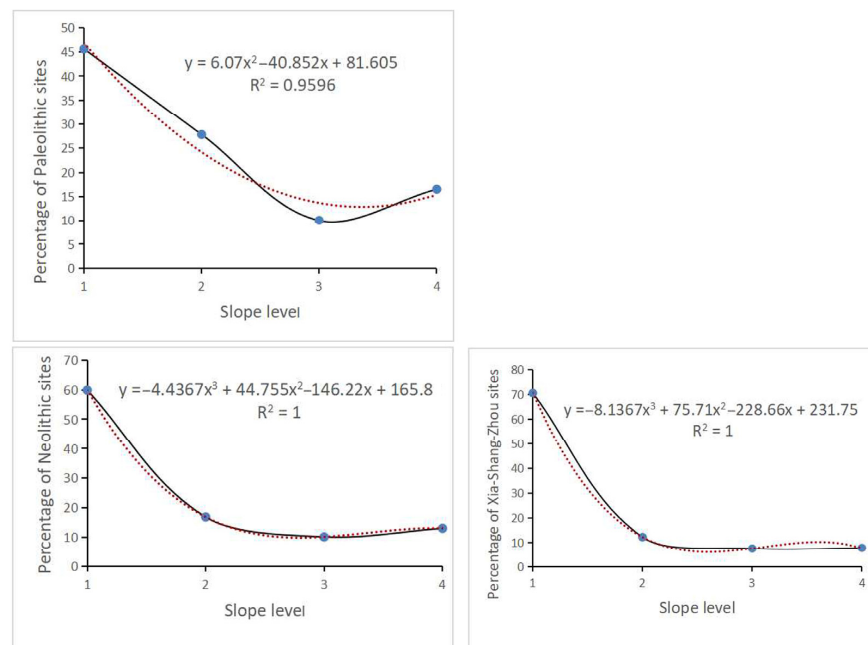 50
45
40
35
30
25
20
15
10
5
0
Percentage of Paleolithic sites
y = 6.07x²−40.852x + 81.605
R² = 0.9596
1 2 3 4
Slope level
70
60
50
40
30
20
10
0
Percentage of Neolithic sites
y =−4.4367x³ + 44.755x²−146.22x + 165.8
R² = 1
1 2 3 4
Slope level
80
70
60
50
40
30
20
10
0
Percentage of Xia-Shang-Zhou sites
y =−8.1367x³ + 75.71x²−228.66x + 231.75
R² = 1
1 2 3 4
Slope level